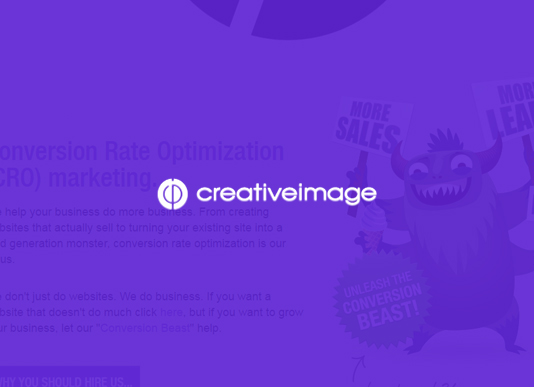 MORE
SALES
MORE
onversion Rate Optimization
CRO) marketing
creativeimage
help your business do more business. From creating
bsites that actually sell to turning your existing site into a
d generation monster, conversion rate optimization is our
us.
UNLEASH THE
CONVERSION
BEAST!
don't just do websites. We do business. If you want a
bsite that doesn't do much click here, but if you want to grow
ur business, let our "Conversion Beast" help.
WHY YOU SHOULD HIRE US...